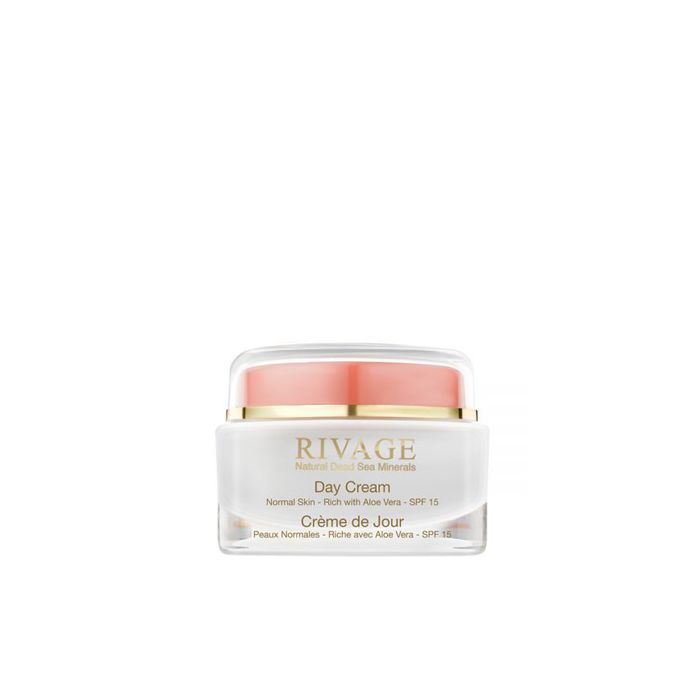 RIVAGE
Natural Dead Sea Minerals
Day Cream
Normal Skin - Rich with Aloe Vera - SPF 15
Crème de Jour
Peaux Normales - Riche avec Aloe Vera - SPF 15